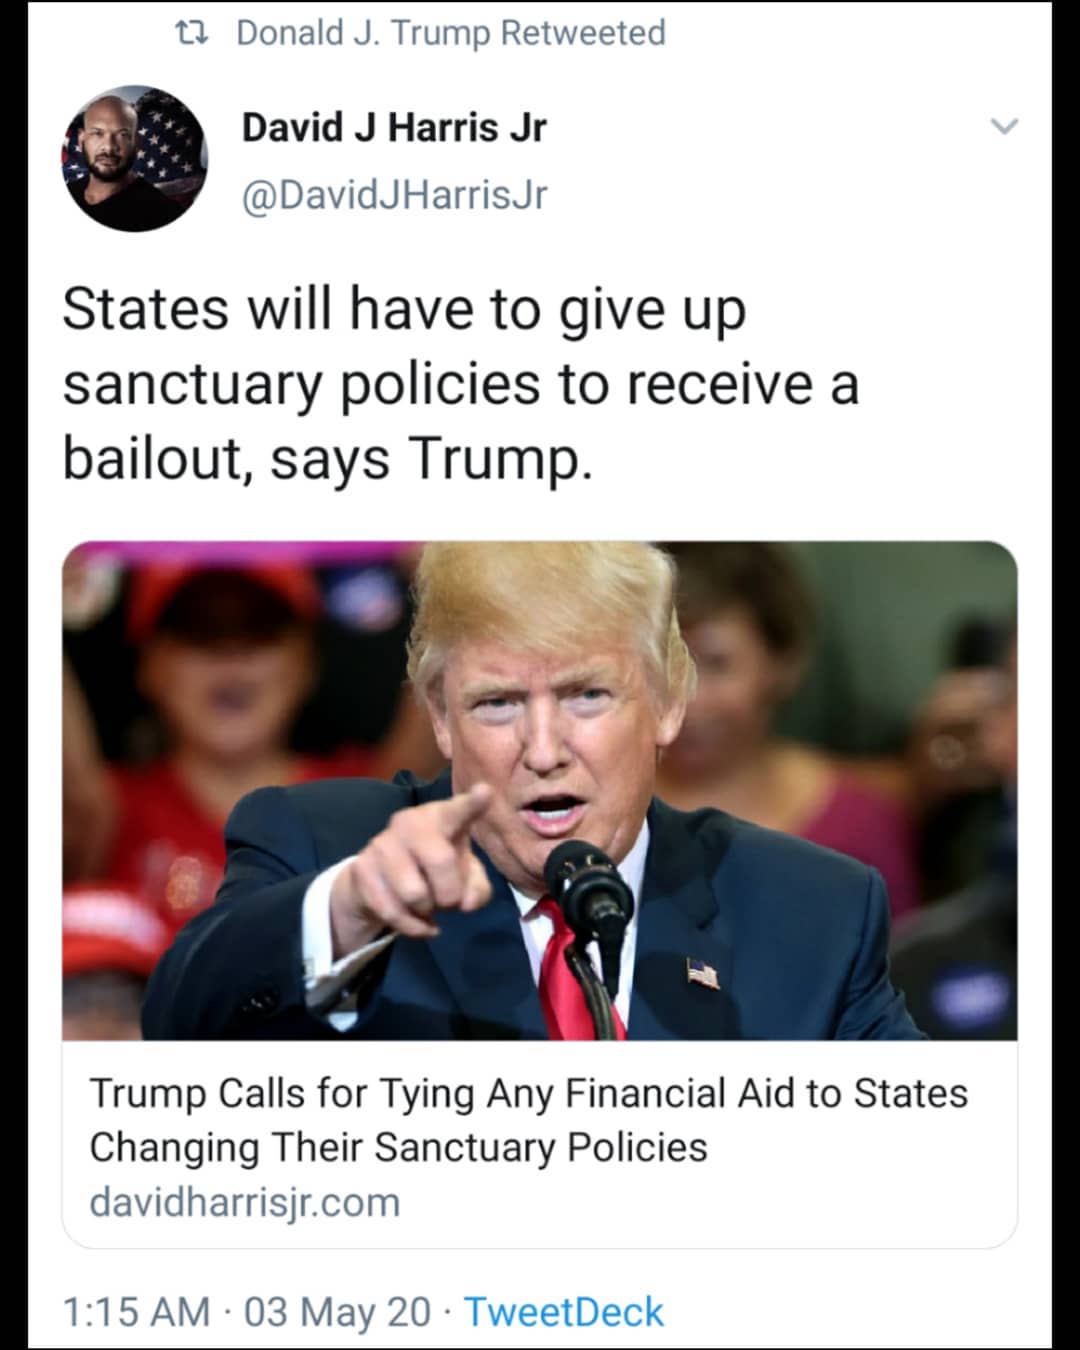 Donald J. Trump Retweeted
David J Harris Jr
@DavidJHarrisJr
States will have to give up
sanctuary policies to receive a
bailout, says Trump.
Trump Calls for Tying Any Financial Aid to States
Changing Their Sanctuary Policies
davidharrisjr.com
1:15 AM · 03 May 20 · TweetDeck